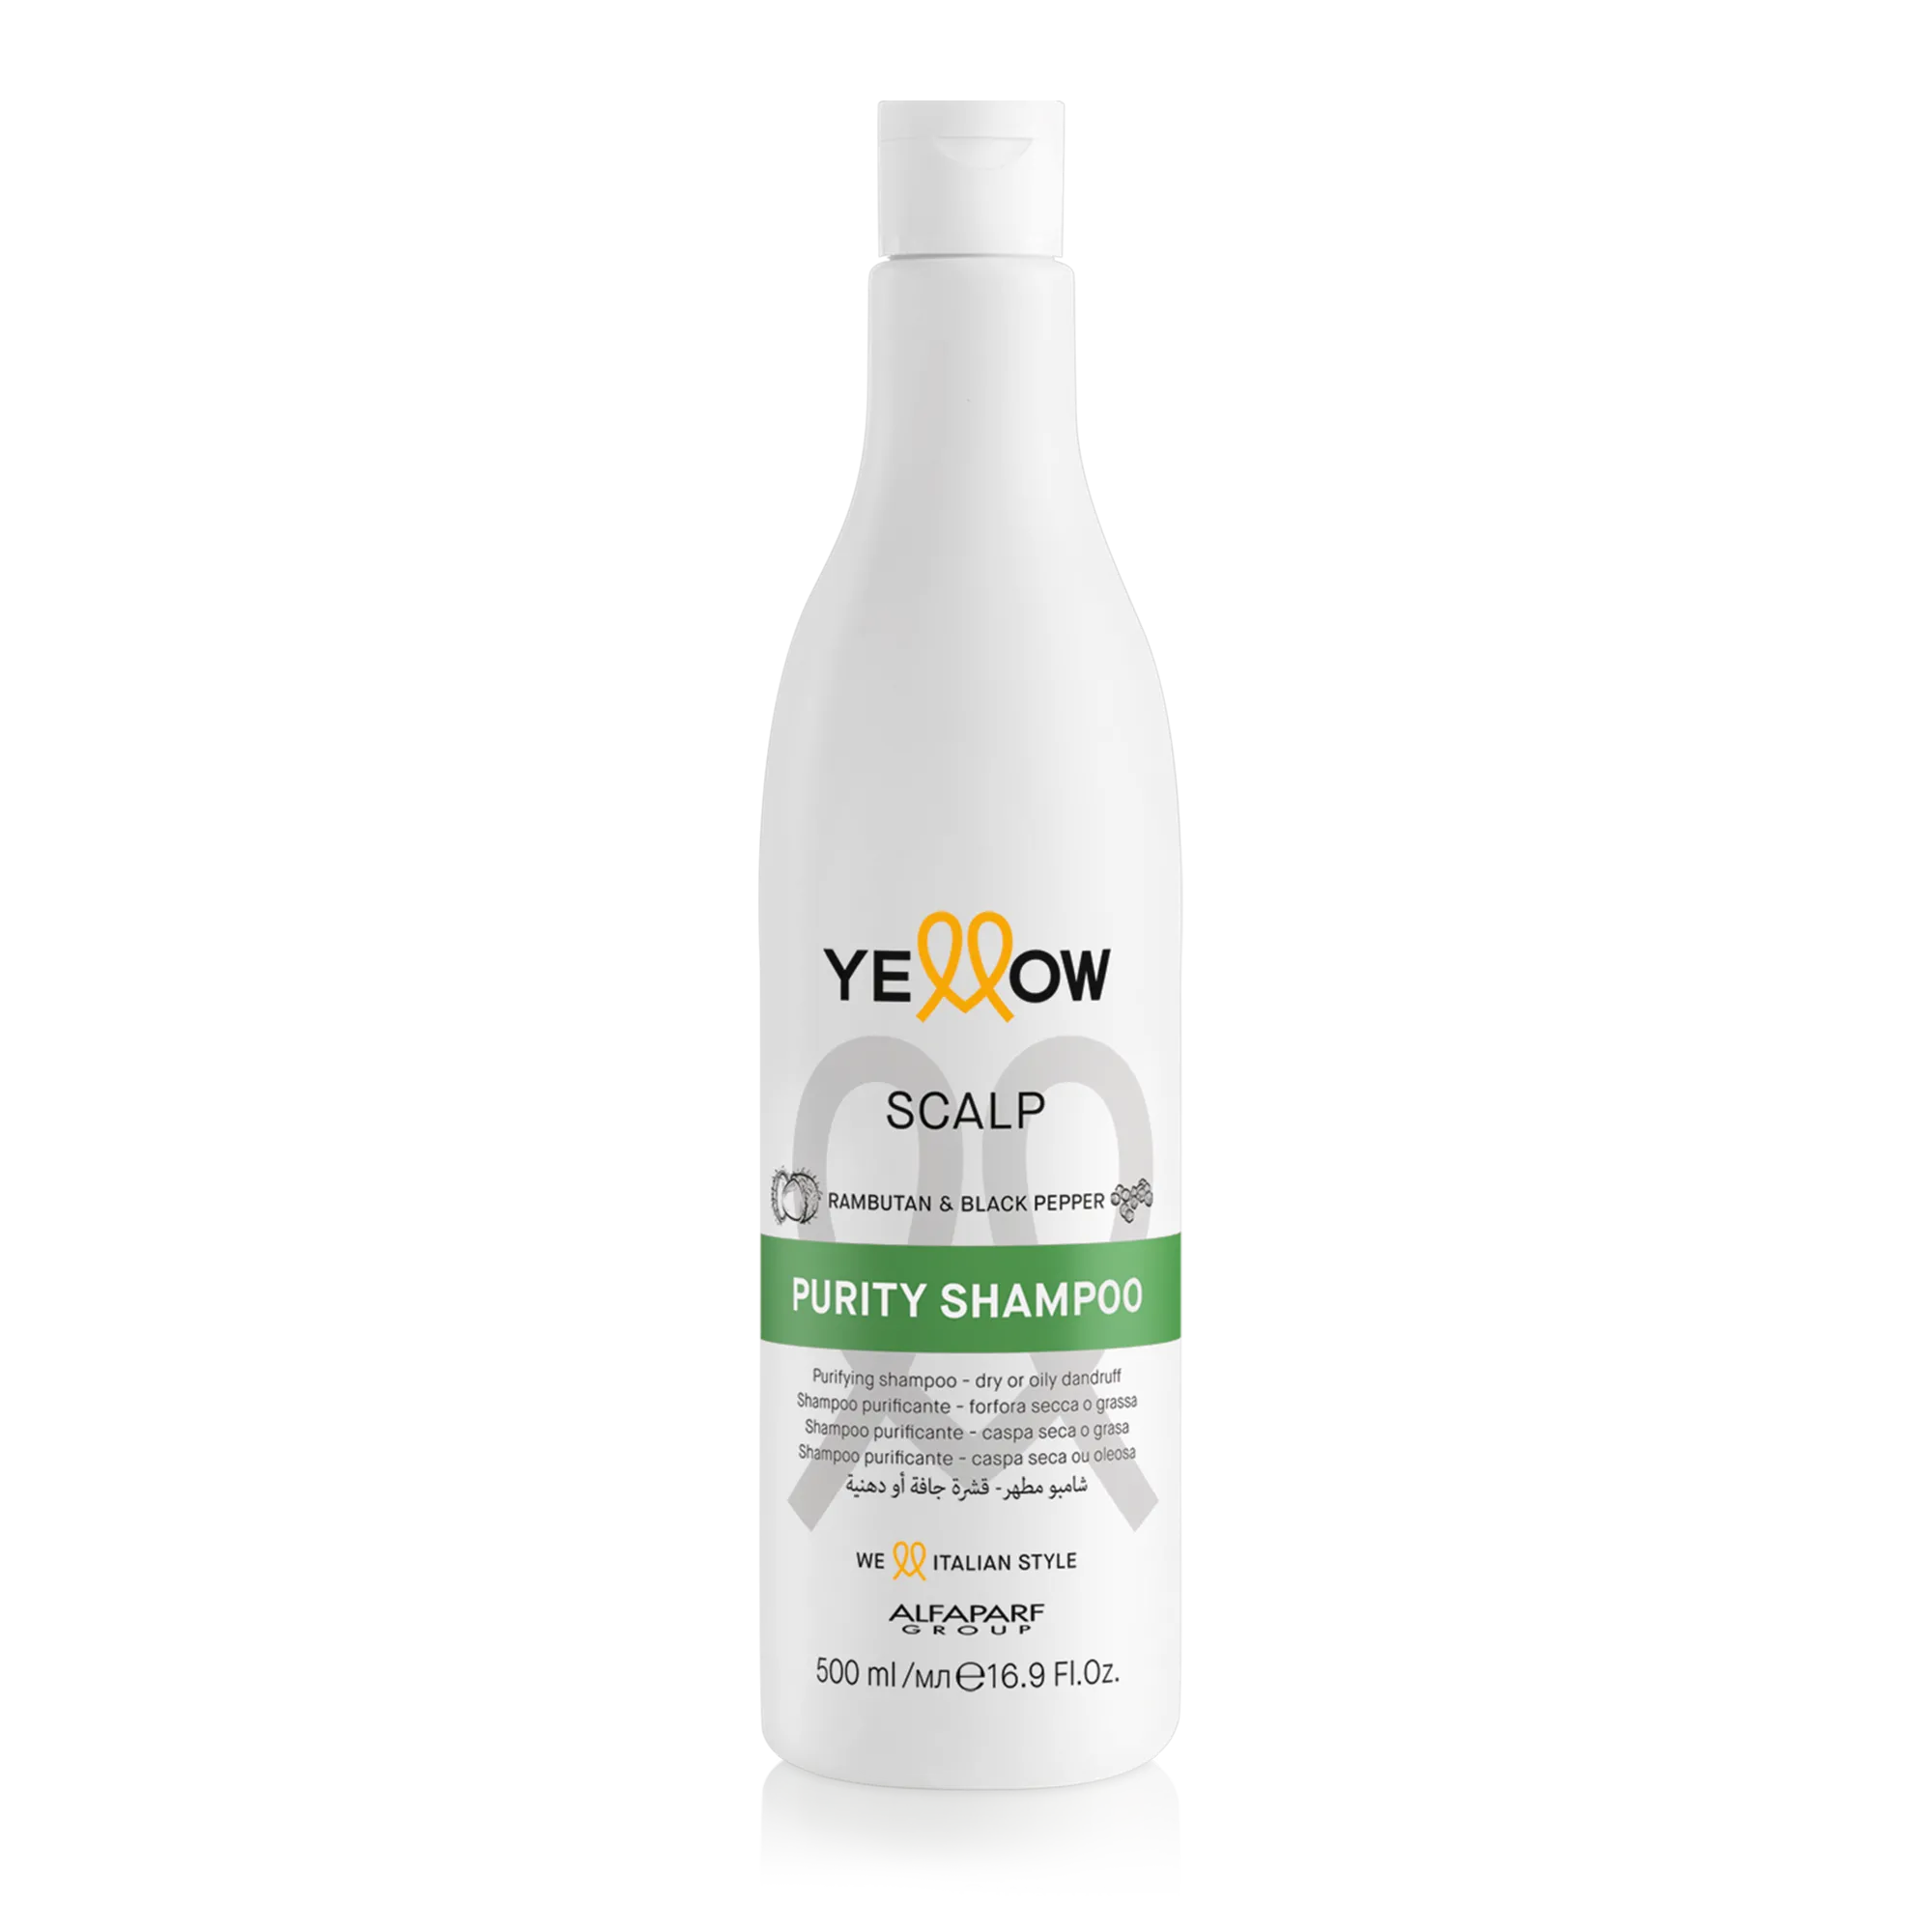 YELLOW
SCALP
RAMBUTAN & BLACK PEPPER
PURITY SHAMPOO
Purifying shampoo - dry or oily dandruff
Shampoo purificante - forfora secca o grassa
Shampoo purificante - caspa seca o grasa
Shampoo purificante - caspa seca ou oleosa
شامبو مطهر- قشرة جافة أو دهنية
WE ITALIAN STYLE
ALFAPARF
GROUP
500 ml /мл ℮ 16.9 Fl.Oz.